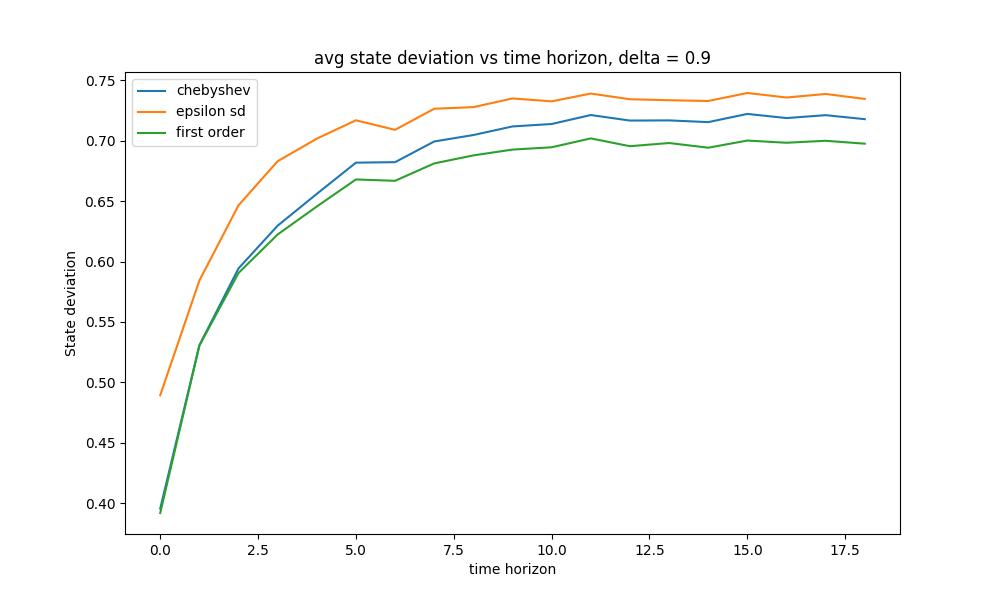 avg state deviation vs time horizon, delta = 0.9
chebyshev
epsilon sd
first order
State deviation
0.75
0.70
0.65
0.60
0.55
0.50
0.45
0.40
0.0 2.5 5.0 7.5 10.0 12.5 15.0 17.5
time horizon